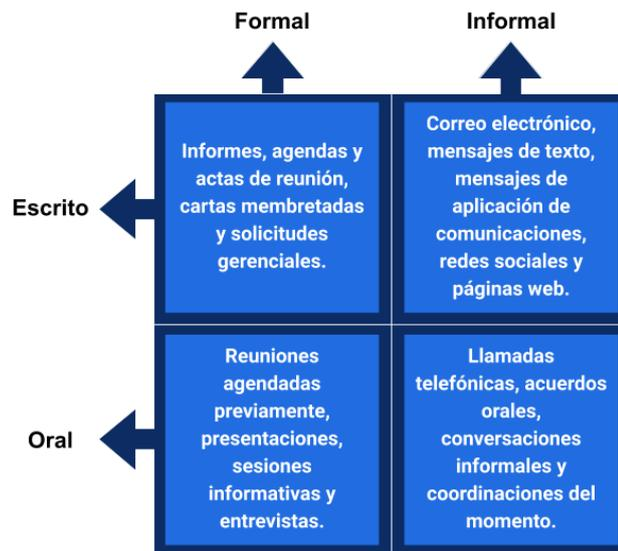 Formal
Informal
Escrito
Informes, agendas y
actas de reunión,
cartas membretadas
y solicitudes
gerenciales.
Correo electrónico,
mensajes de texto,
mensajes de
aplicación de
comunicaciones,
redes sociales y
páginas web.
Oral
Reuniones
agendadas
previamente,
presentaciones,
sesiones
informativas y
entrevistas.
Llamadas
telefónicas, acuerdos
orales,
conversaciones
informales y
coordinaciones del
momento.